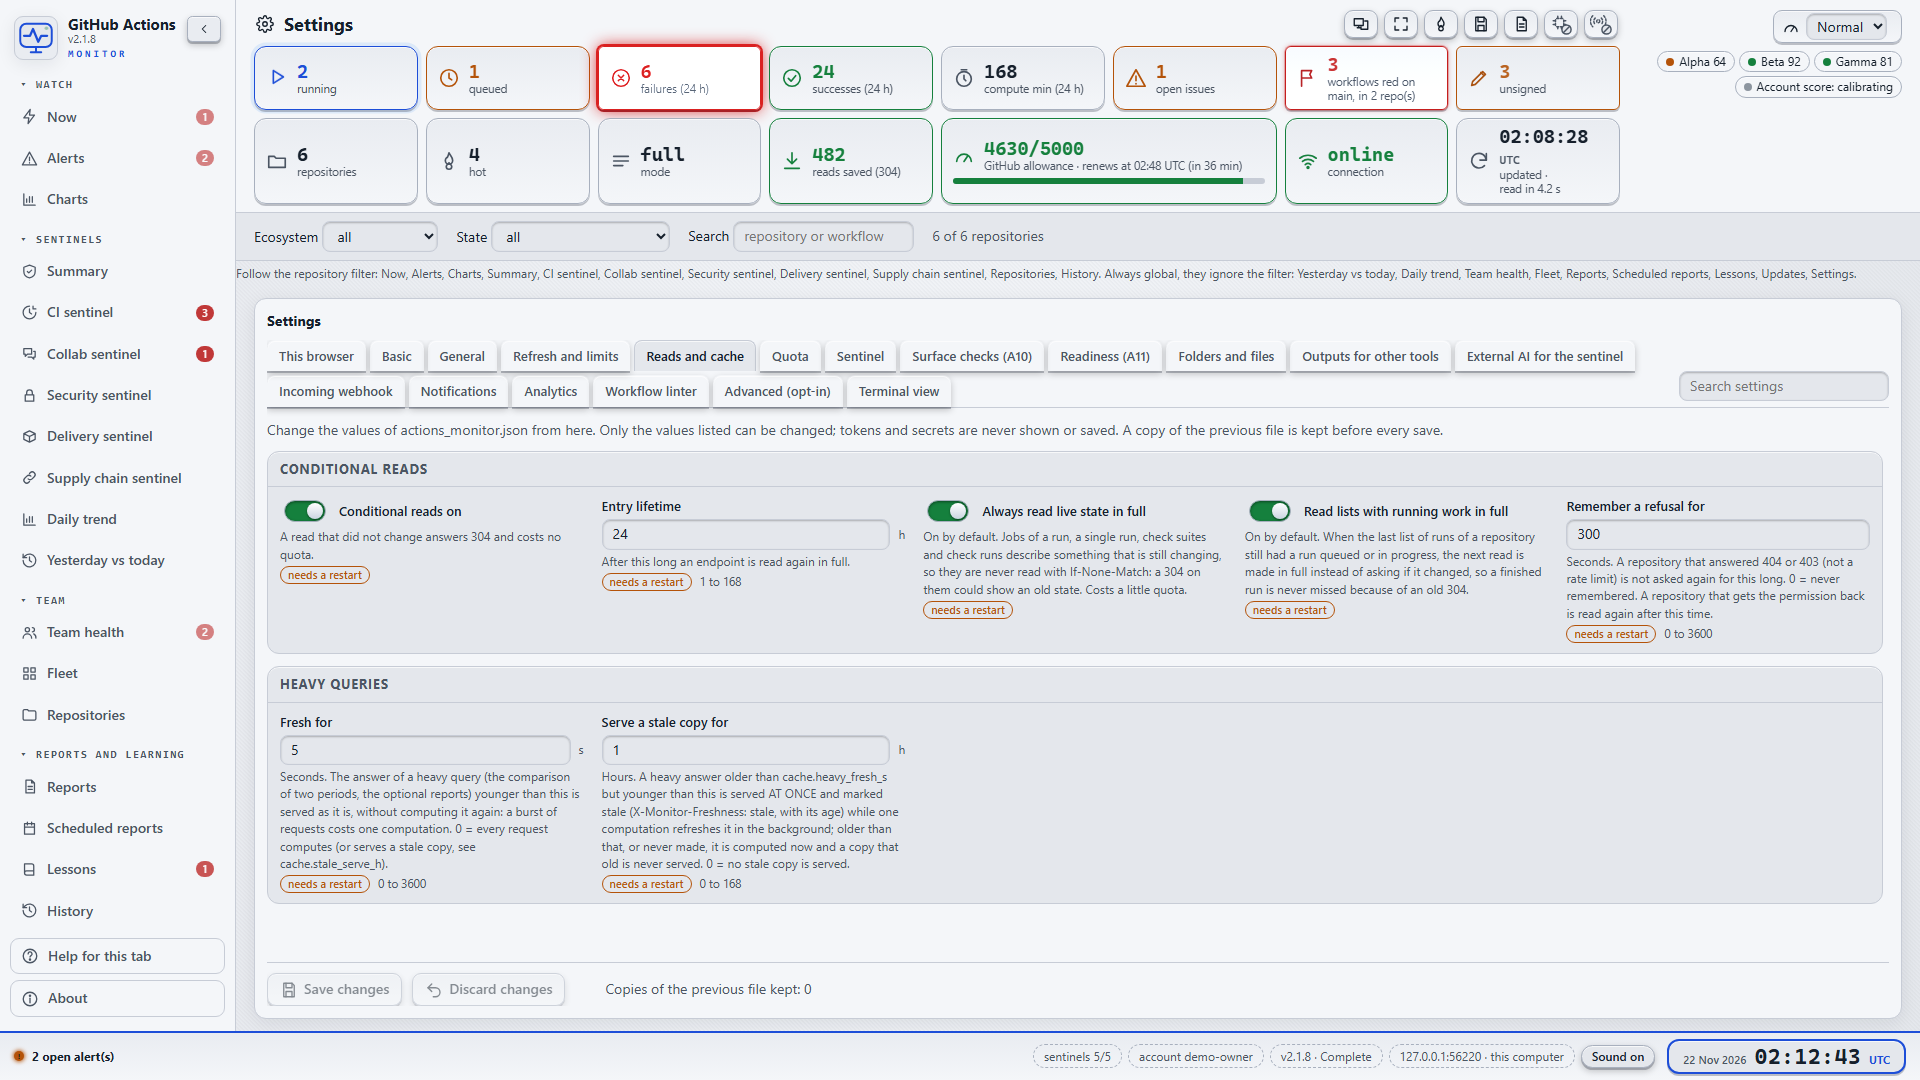 GitHub Actions
v2.1.8
MONITOR
WATCH
Now 1
Alerts 2
Charts
SENTINELS
Summary
CI sentinel 3
Collab sentinel 1
Security sentinel
Delivery sentinel
Supply chain sentinel
Daily trend
Yesterday vs today
TEAM
Team health 2
Fleet
Repositories
REPORTS AND LEARNING
Reports
Scheduled reports
Lessons 1
History
Help for this tab
About
Settings
Normal
2
running
1
queued
6
failures (24 h)
24
successes (24 h)
168
compute min (24 h)
1
open issues
3
workflows red on
main, in 2 repo(s)
3
unsigned
Alpha 64
Beta 92
Gamma 81
Account score: calibrating
6
repositories
4
hot
full
mode
482
reads saved (304)
4630/5000
GitHub allowance · renews at 02:48 UTC (in 36 min)
online
connection
02:08:28
UTC
updated ·
read in 4.2 s
Ecosystem all State all Search repository or workflow 6 of 6 repositories
Follow the repository filter: Now, Alerts, Charts, Summary, CI sentinel, Collab sentinel, Security sentinel, Delivery sentinel, Supply chain sentinel, Repositories, History. Always global, they ignore the filter: Yesterday vs today, Daily trend, Team health, Fleet, Reports, Scheduled reports, Lessons, Updates, Settings.
Settings
This browser Basic General Refresh and limits Reads and cache Quota Sentinel Surface checks (A10) Readiness (A11) Folders and files Outputs for other tools External AI for the sentinel
Incoming webhook Notifications Analytics Workflow linter Advanced (opt-in) Terminal view
Search settings
Change the values of actions_monitor.json from here. Only the values listed can be changed; tokens and secrets are never shown or saved. A copy of the previous file is kept before every save.
CONDITIONAL READS
Conditional reads on
A read that did not change answers 304 and costs no
quota.
needs a restart
Entry lifetime
24 h
After this long an endpoint is read again in full.
needs a restart 1 to 168
Always read live state in full
On by default. Jobs of a run, a single run, check suites
and check runs describe something that is still changing,
so they are never read with If-None-Match: a 304 on
them could show an old state. Costs a little quota.
needs a restart
Read lists with running work in full
On by default. When the last list of runs of a repository
still had a run queued or in progress, the next read is
made in full instead of asking if it changed, so a finished
run is never missed because of an old 304.
needs a restart
Remember a refusal for
300
Seconds. A repository that answered 404 or 403 (not a
rate limit) is not asked again for this long. 0 = never
remembered. A repository that gets the permission back
is read again after this time.
needs a restart 0 to 3600
HEAVY QUERIES
Fresh for
5 s
Seconds. The answer of a heavy query (the comparison
of two periods, the optional reports) younger than this is
served as it is, without computing it again: a burst of
requests costs one computation. 0 = every request
computes (or serves a stale copy, see
cache.stale_serve_h).
needs a restart 0 to 3600
Serve a stale copy for
1 h
Hours. A heavy answer older than cache.heavy_fresh_s
but younger than this is served AT ONCE and marked
stale (X-Monitor-Freshness: stale, with its age) while one
computation refreshes it in the background; older than
that, or never made, it is computed now and a copy that
old is never served. 0 = no stale copy is served.
needs a restart 0 to 168
Save changes Discard changes Copies of the previous file kept: 0
2 open alert(s)
sentinels 5/5 account demo-owner v2.1.8 · Complete 127.0.0.1:56220 · this computer Sound on 22 Nov 2026 02:12:43 UTC